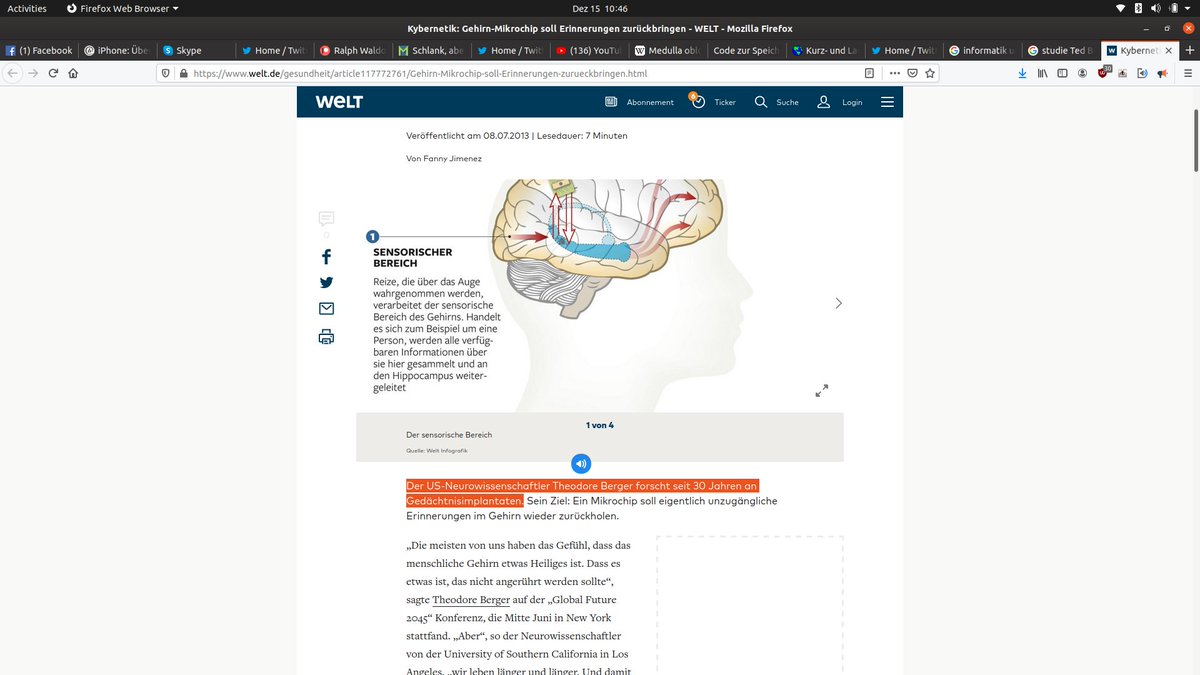 Activities
Firefox Web Browser
Dez 15 10:46
Kybernetik: Gehirn-Mikrochip soll Erinnerungen zurückbringen - WELT - Mozilla Firefox
(1) Facebook
iPhone: Übe
Skype
Home / Twit
Ralph Waldo
Schlank, abe
Home / Twit
(136) YouTu
Medulla oblo
Code zur Speich
Kurz- und La
Home / Twit
informatik u
studie Ted B
Kybernet
https://www.welt.de/gesundheit/article117772761/Gehirn-Mikrochip-soll-Erinnerungen-zurueckbringen.html
30
welt
Abonnement
6
Ticker
Suche
Login
Veröffentlicht am 08.07.2013 | Lesedauer: 7 Minuten
Von Fanny Jimenez
0
1
SENSORISCHER
BEREICH
Reize, die über das Auge
wahrgenommen werden,
verarbeitet der sensorische
Bereich des Gehirns. Handelt
es sich zum Beispiel um eine
Person, werden alle verfüg-
baren Informationen über
sie hier gesammelt und an
den Hippocampus weiter-
geleitet
1 von 4
Der sensorische Bereich
Quelle: Welt Infografik
Der US-Neurowissenschaftler Theodore Berger forscht seit 30 Jahren an
Gedächtnisimplantaten. Sein Ziel: Ein Mikrochip soll eigentlich unzugängliche
Erinnerungen im Gehirn wieder zurückholen.
„Die meisten von uns haben das Gefühl, dass das
menschliche Gehirn etwas Heiliges ist. Dass es
etwas ist, das nicht angerührt werden sollte“,
sagte Theodore Berger auf der „Global Future
2045“ Konferenz, die Mitte Juni in New York
stattfand. „Aber“, so der Neurowissenschaftler
von der University of Southern California in Los
Angeles, „wir leben länger und länger. Und damit